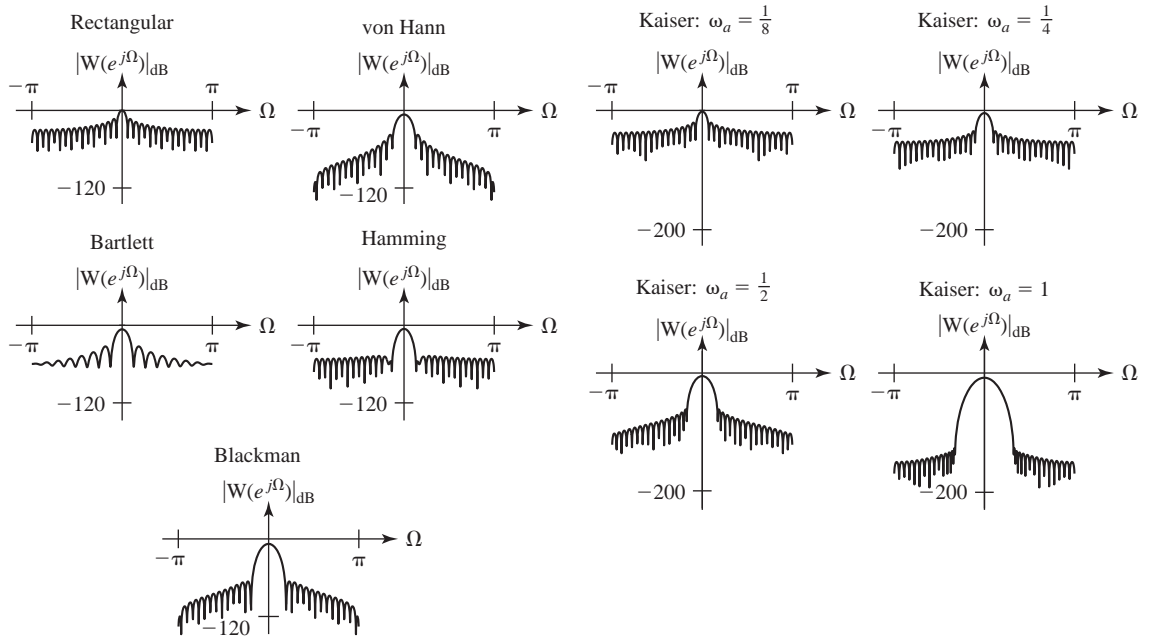 Rectangular
|W(e^{jΩ})|_dB
−π π Ω
−120
von Hann
|W(e^{jΩ})|_dB
−π π Ω
−120
Kaiser: ω_a = 1/8
|W(e^{jΩ})|_dB
−π π Ω
−200
Kaiser: ω_a = 1/4
|W(e^{jΩ})|_dB
−π π Ω
−200
Bartlett
|W(e^{jΩ})|_dB
−π π Ω
−120
Hamming
|W(e^{jΩ})|_dB
−π π Ω
−120
Kaiser: ω_a = 1/2
|W(e^{jΩ})|_dB
−π π Ω
−200
Kaiser: ω_a = 1
|W(e^{jΩ})|_dB
−π π Ω
−200
Blackman
|W(e^{jΩ})|_dB
−π π Ω
−120